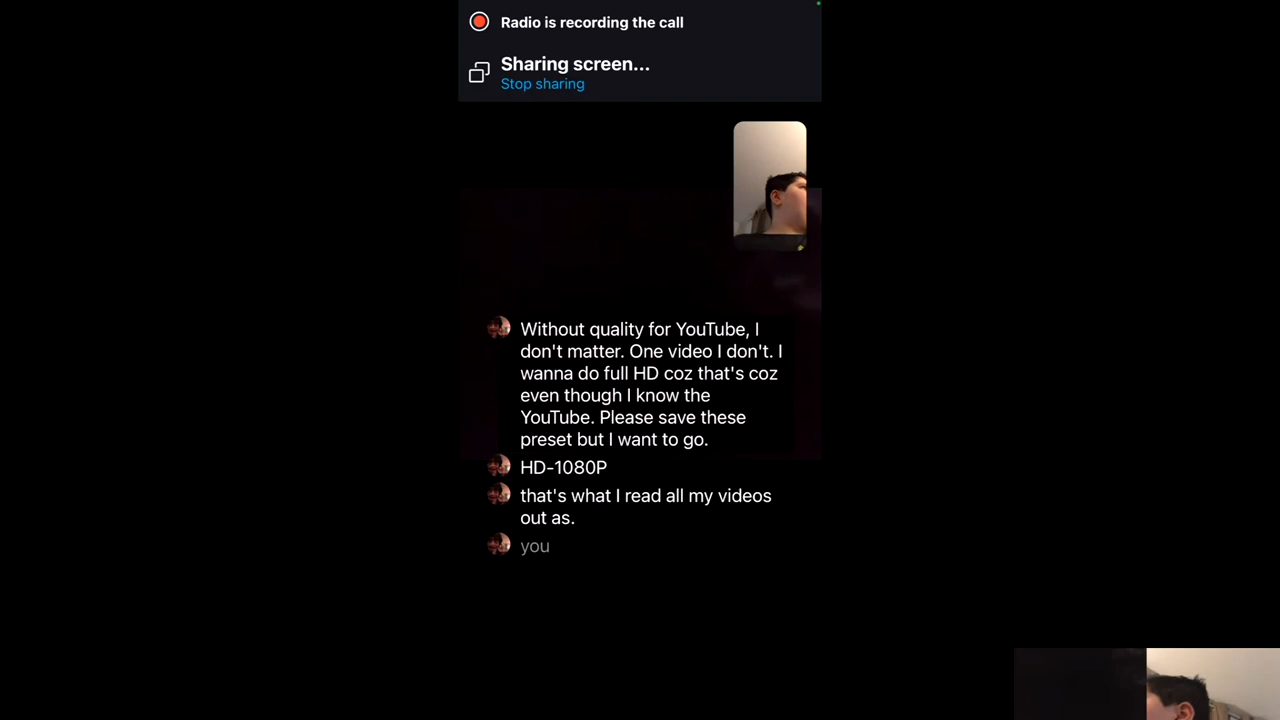 Radio is recording the call
Sharing screen...
Stop sharing
Without quality for YouTube, I
don't matter. One video I don't. I
wanna do full HD coz that's coz
even though I know the
YouTube. Please save these
preset but I want to go.
HD-1080P
that's what I read all my videos
out as.
you